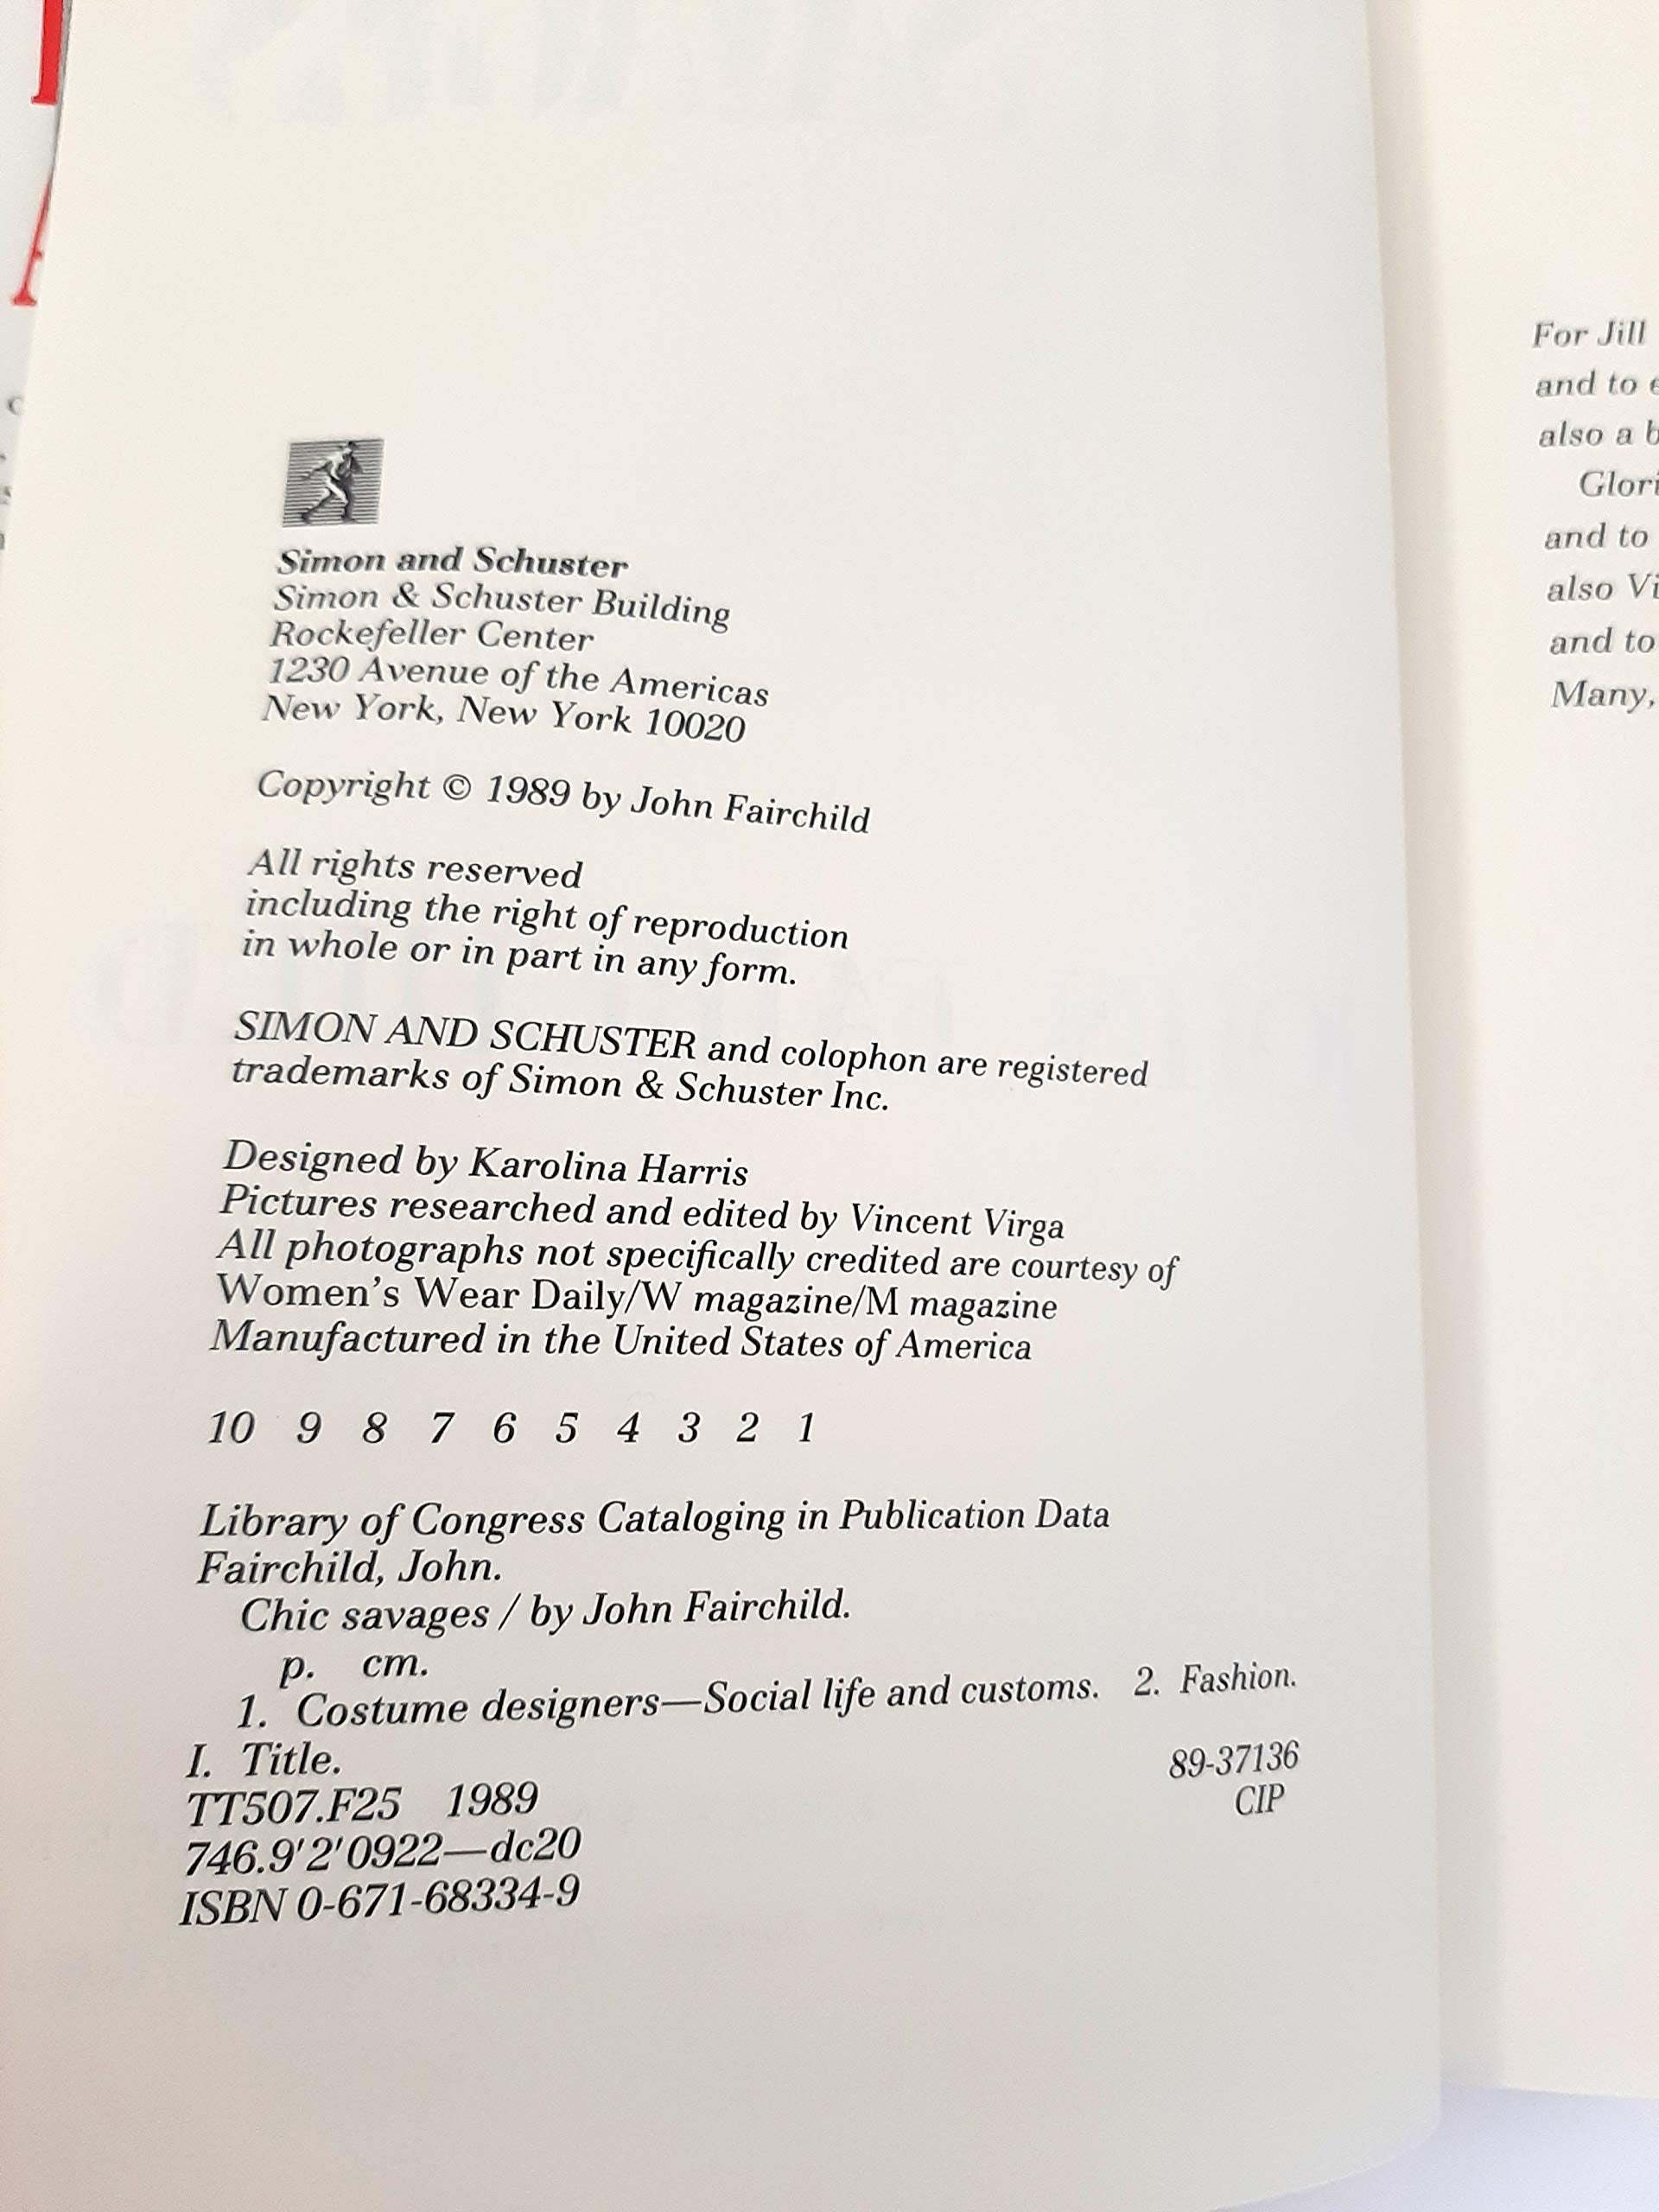 Simon and Schuster
Simon & Schuster Building
Rockefeller Center
1230 Avenue of the Americas
New York, New York 10020
Copyright © 1989 by John Fairchild
All rights reserved
including the right of reproduction
in whole or in part in any form.
SIMON AND SCHUSTER and colophon are registered
trademarks of Simon & Schuster Inc.
Designed by Karolina Harris
Pictures researched and edited by Vincent Virga
All photographs not specifically credited are courtesy of
Women's Wear Daily/W magazine/M magazine
Manufactured in the United States of America
10 9 8 7 6 5 4 3 2 1
Library of Congress Cataloging in Publication Data
Fairchild, John.
Chic savages / by John Fairchild.
p. cm.
1. Costume designers—Social life and customs. 2. Fashion.
I. Title.
TT507.F25 1989 89-37136
746.9'2'0922—dc20 CIP
ISBN 0-671-68334-9
For Jill
and to
also a
and to
also
and to
Many,